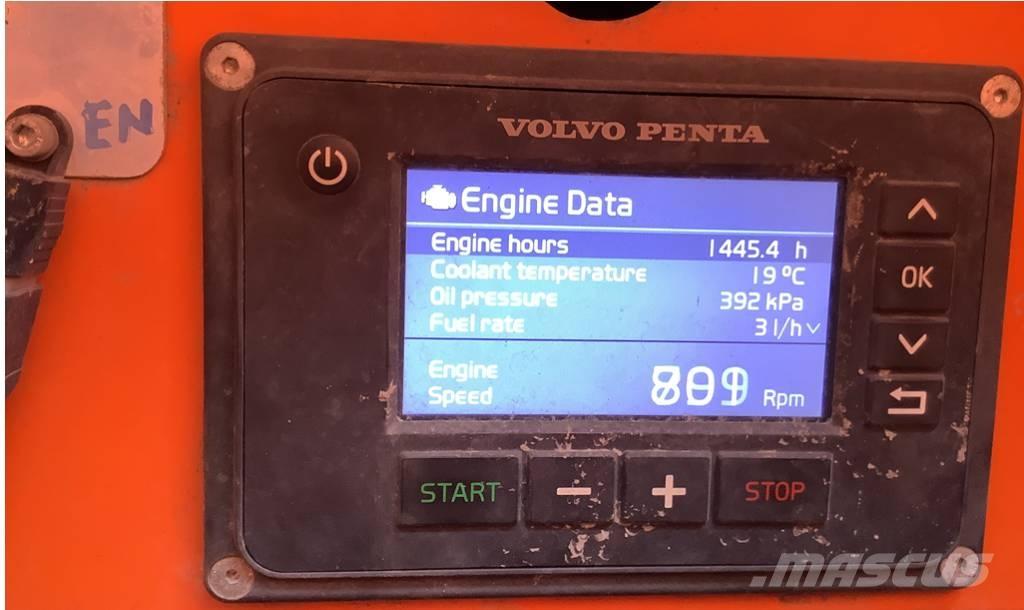 EN
VOLVO PENTA
Engine Data
Engine hours 1445.4 h
Coolant temperature 19 °C
Oil pressure 392 kPa
Fuel rate 3 l/h
Engine
Speed Rpm
OK
START - + STOP
MASCUS